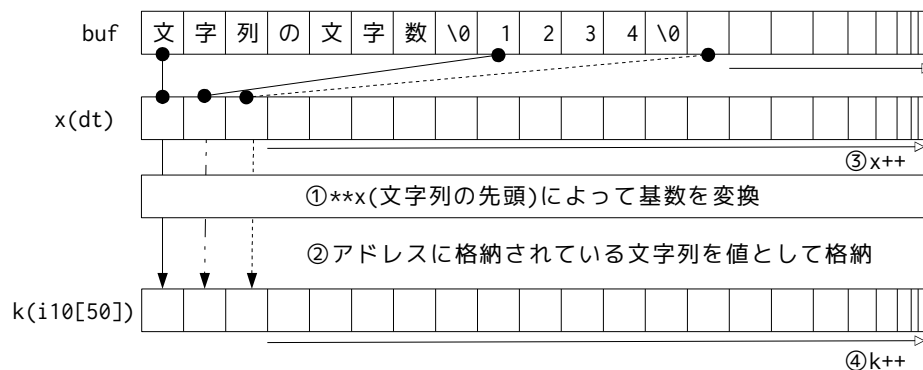 buf 文 字 列 の 文 字 数 \0 1 2 3 4 \0
x(dt)
③x++
①**x(文字列の先頭)によって基数を変換
②アドレスに格納されている文字列を値として格納
k(i10[50])
④k++